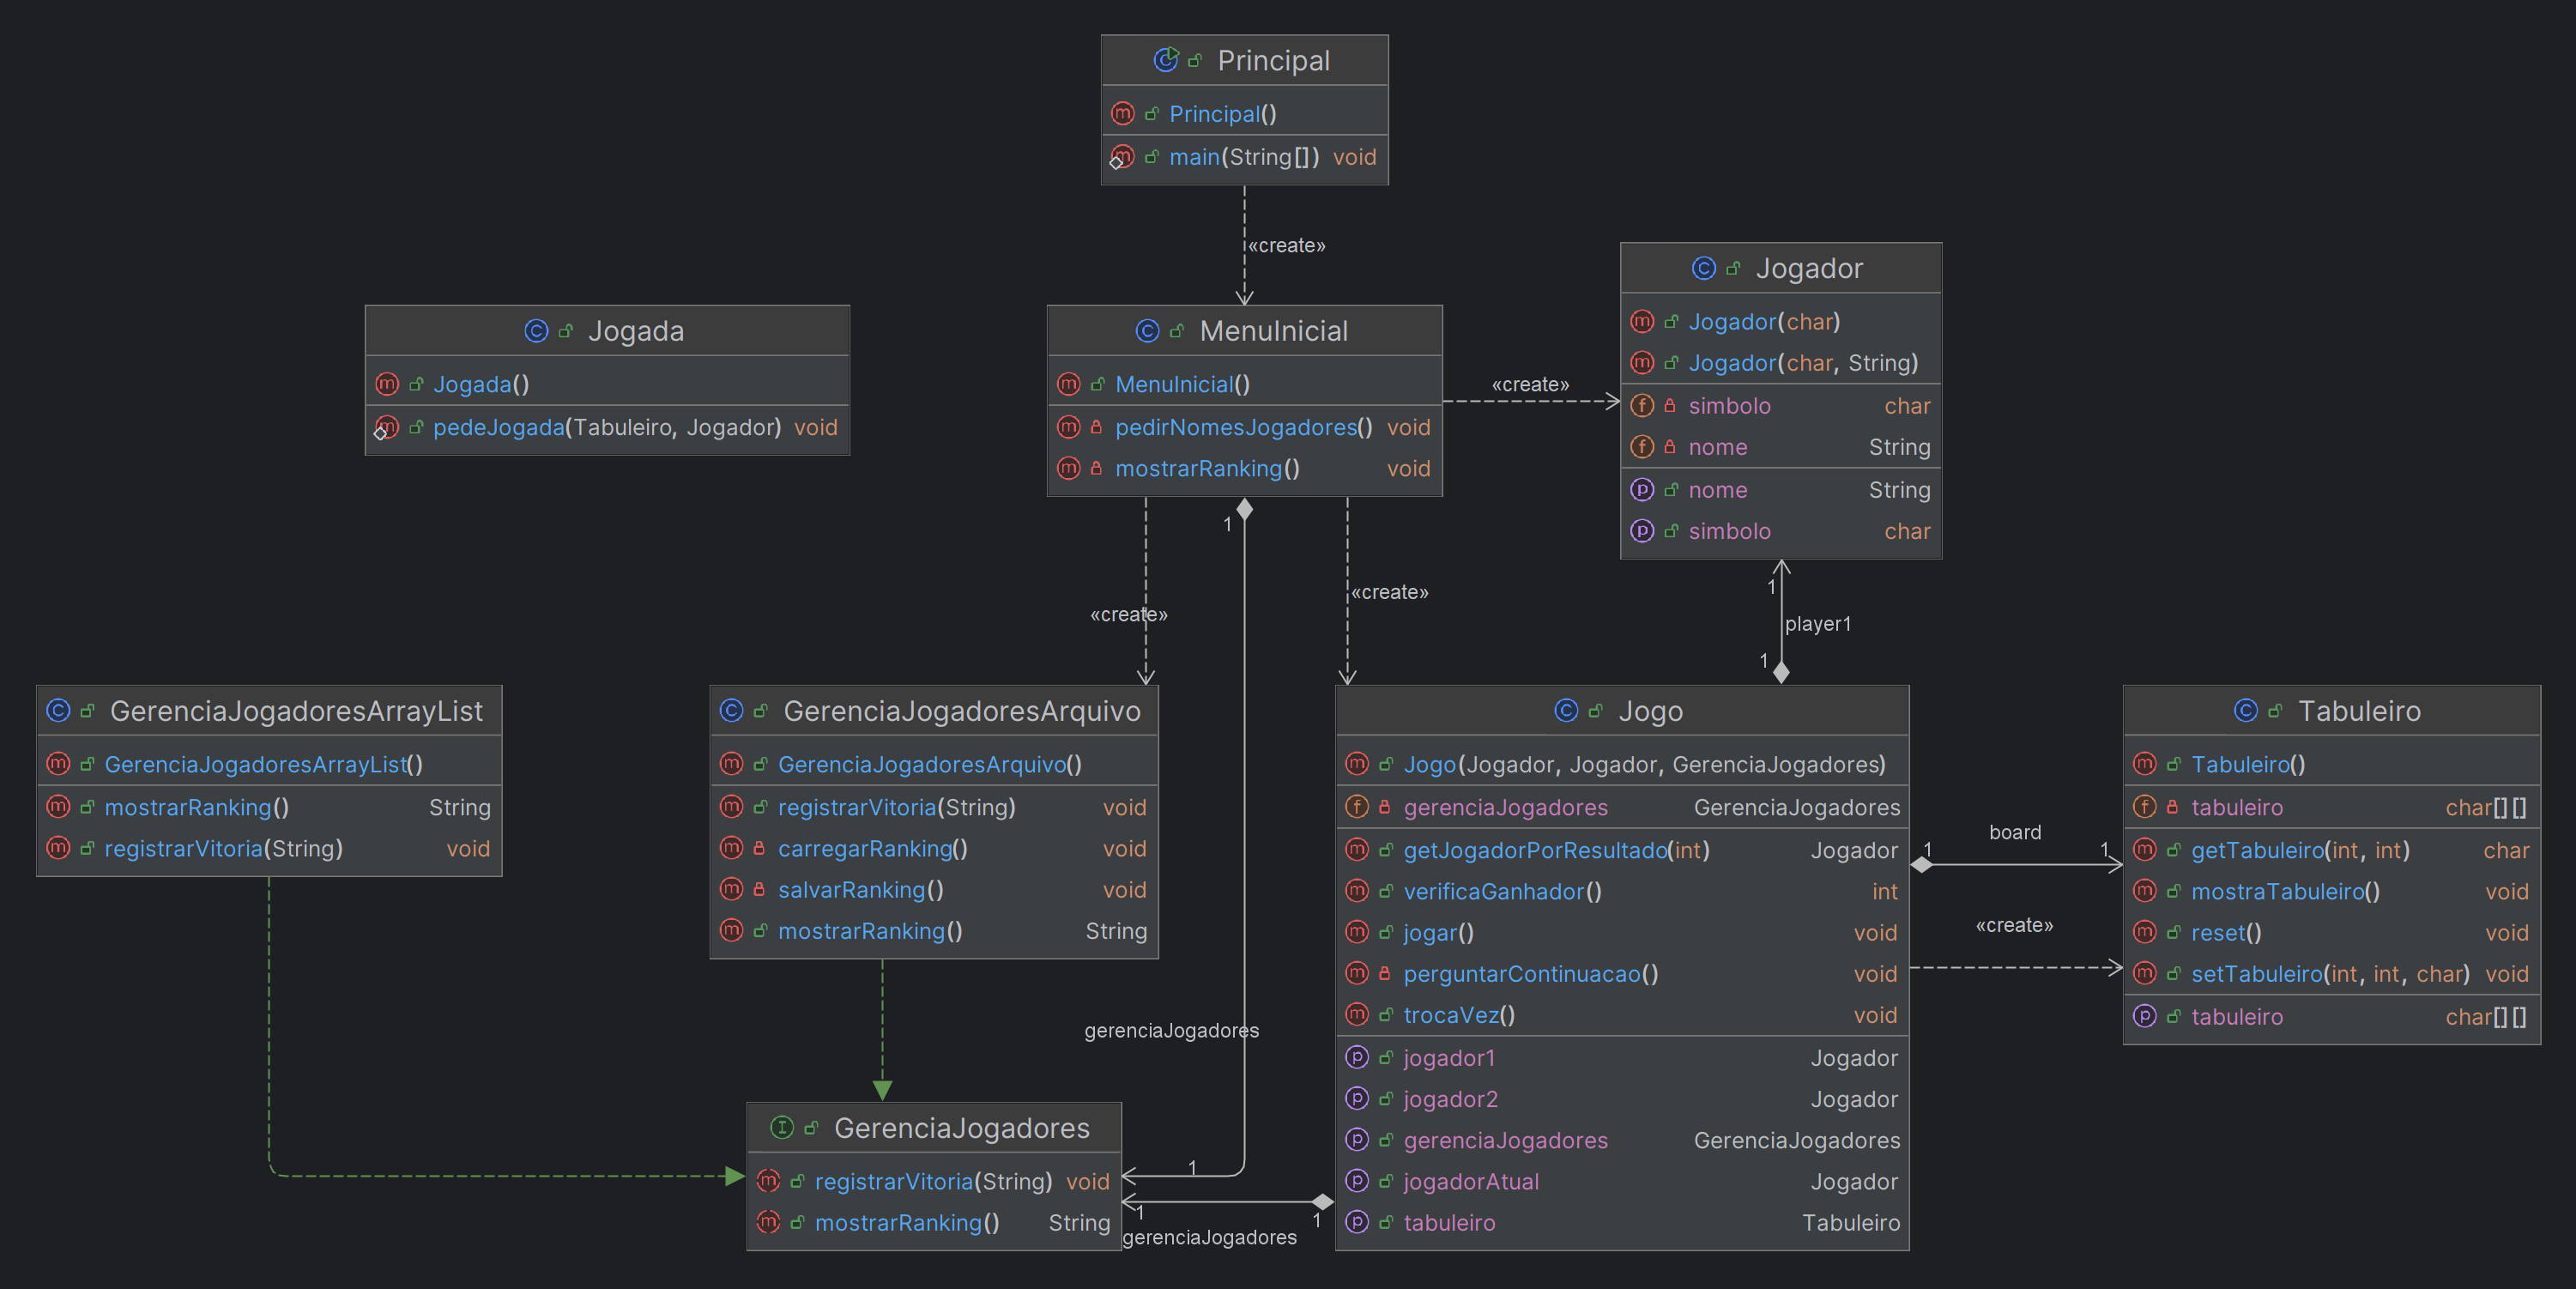 Principal
Principal()
main(String[]) void
«create»
Jogador
Jogador(char)
Jogador(char, String)
simbolo char
nome String
nome String
simbolo char
Jogada
Jogada()
pedeJogada(Tabuleiro, Jogador) void
MenuInicial
MenuInicial()
pedirNomesJogadores() void
mostrarRanking() void
«create»
1
«create»
«create»
1
player1
1
GerenciaJogadoresArrayList
GerenciaJogadoresArrayList()
mostrarRanking() String
registrarVitoria(String) void
GerenciaJogadoresArquivo
GerenciaJogadoresArquivo()
registrarVitoria(String) void
carregarRanking() void
salvarRanking() void
mostrarRanking() String
Jogo
Jogo(Jogador, Jogador, GerenciaJogadores)
gerenciaJogadores GerenciaJogadores
getJogadorPorResultado(int) Jogador
verificaGanhador() int
jogar() void
perguntarContinuacao() void
trocaVez() void
jogador1 Jogador
jogador2 Jogador
gerenciaJogadores GerenciaJogadores
jogadorAtual Jogador
tabuleiro Tabuleiro
board
1 1
«create»
Tabuleiro
Tabuleiro()
tabuleiro char[][]
getTabuleiro(int, int) char
mostraTabuleiro() void
reset() void
setTabuleiro(int, int, char) void
tabuleiro char[][]
gerenciaJogadores
GerenciaJogadores
registrarVitoria(String) void
mostrarRanking() String
1
1 1
gerenciaJogadores